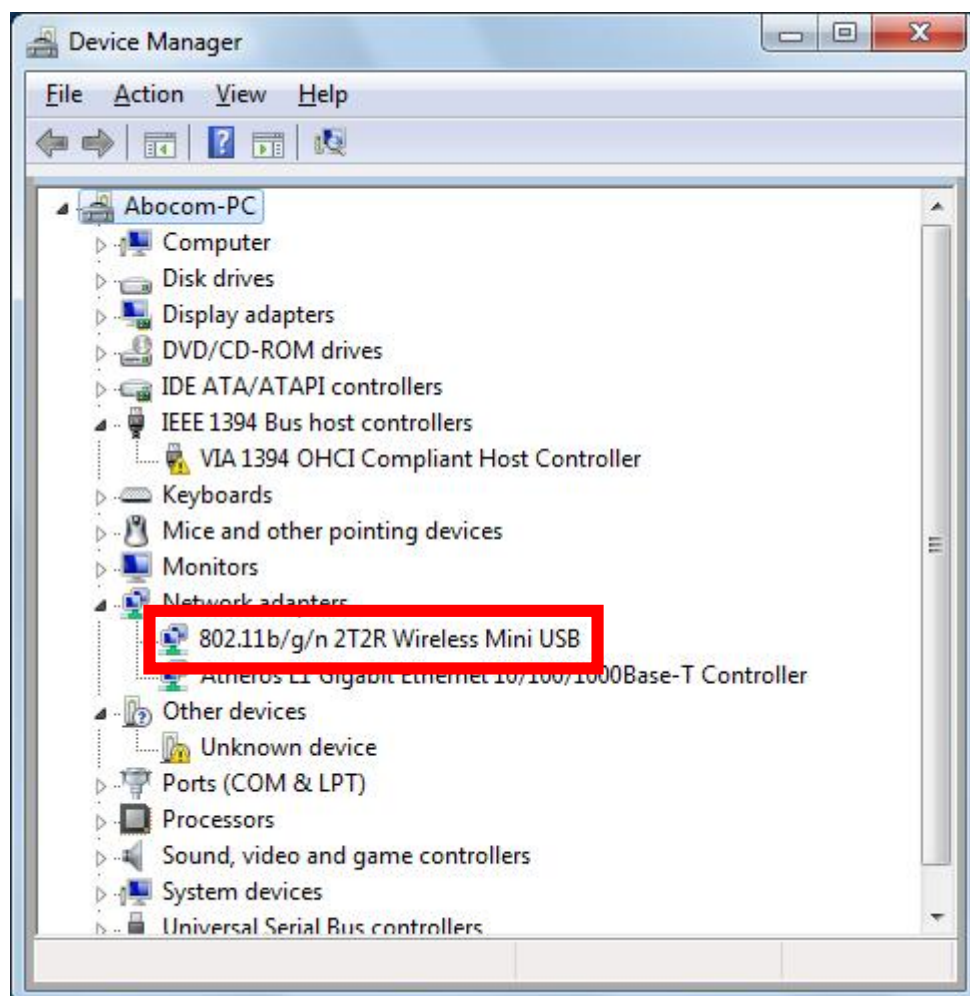 Device Manager
File Action View Help
Abocom-PC
Computer
Disk drives
Display adapters
DVD/CD-ROM drives
IDE ATA/ATAPI controllers
IEEE 1394 Bus host controllers
VIA 1394 OHCI Compliant Host Controller
Keyboards
Mice and other pointing devices
Monitors
Network adapters
802.11b/g/n 2T2R Wireless Mini USB
Atheros L1 Gigabit Ethernet 10/100/1000Base-T Controller
Other devices
Unknown device
Ports (COM & LPT)
Processors
Sound, video and game controllers
System devices
Universal Serial Bus controllers